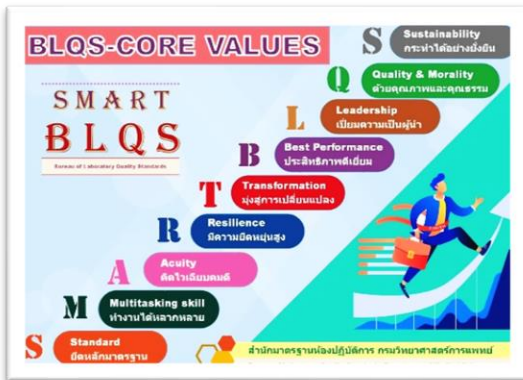 BLQS-CORE VALUES
SMART
BLQS
Bureau of Laboratory Quality Standards
S
Sustainability
กระทำได้อย่างยั่งยืน
Q
Quality & Morality
ด้วยคุณภาพและคุณธรรม
L
Leadership
เปี่ยมความเป็นผู้นำ
B
Best Performance
ประสิทธิภาพดีเยี่ยม
T
Transformation
มุ่งสู่การเปลี่ยนแปลง
R
Resilience
มีความยืดหยุ่นสูง
A
Acuity
คิดไวเฉียบคมดี
M
Multitasking skill
ทำงานได้หลากหลาย
S
Standard
ยึดหลักมาตรฐาน
สำนักมาตรฐานห้องปฏิบัติการ กรมวิทยาศาสตร์การแพทย์